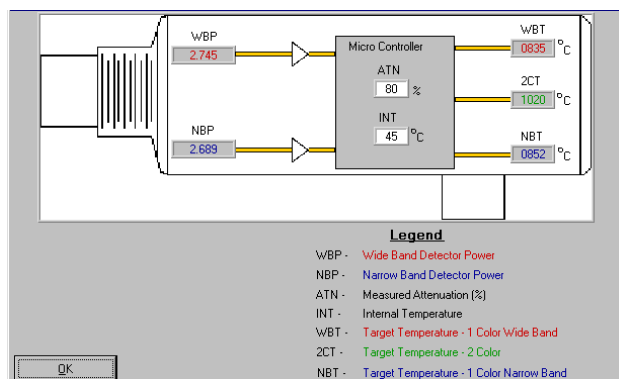 WBP
2.745
NBP
2.689
Micro Controller
ATN
80 %
INT
45 °C
WBT
0835 °C
2CT
1020 °C
NBT
0852 °C
Legend
WBP - Wide Band Detector Power
NBP - Narrow Band Detector Power
ATN - Measured Attenuation (%)
INT - Internal Temperature
WBT - Target Temperature - 1 Color Wide Band
2CT - Target Temperature - 2 Color
NBT - Target Temperature - 1 Color Narrow Band
OK